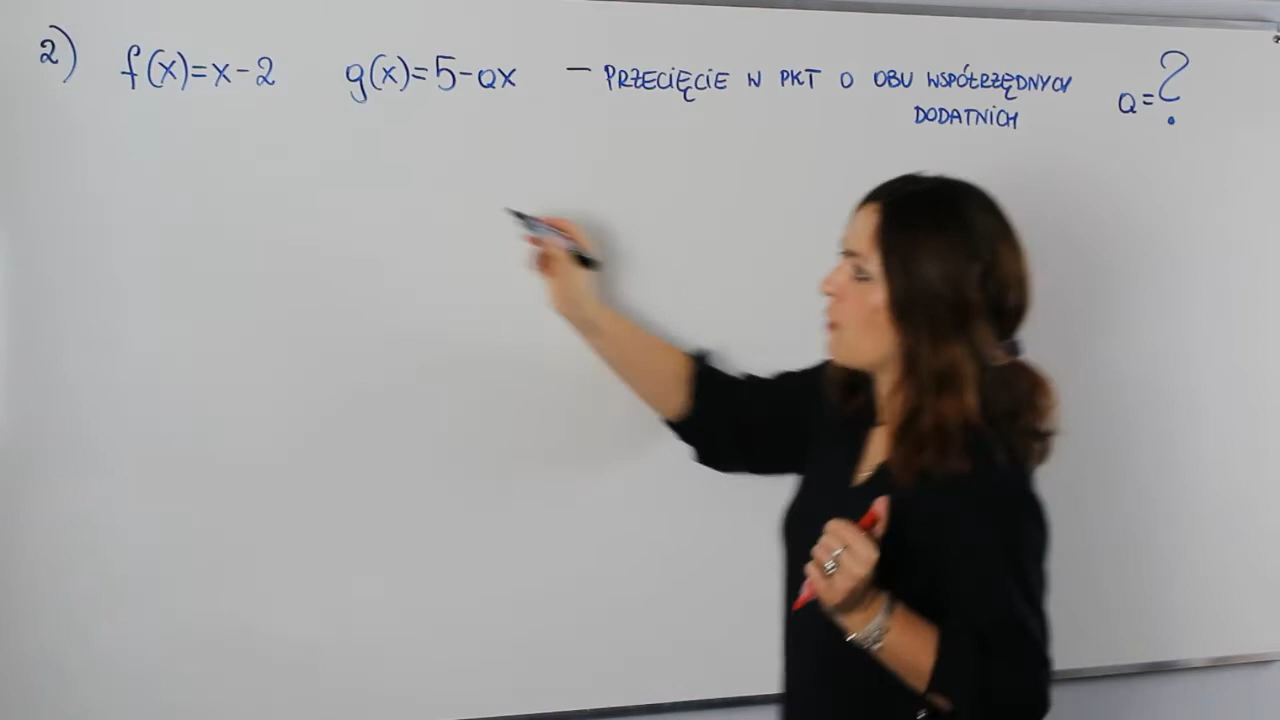 2) f(x)=x-2 g(x)=5-ax – PRZECIĘCIE W PKT O OBU WSPÓŁRZĘDNYCH a=?
DODATNICH